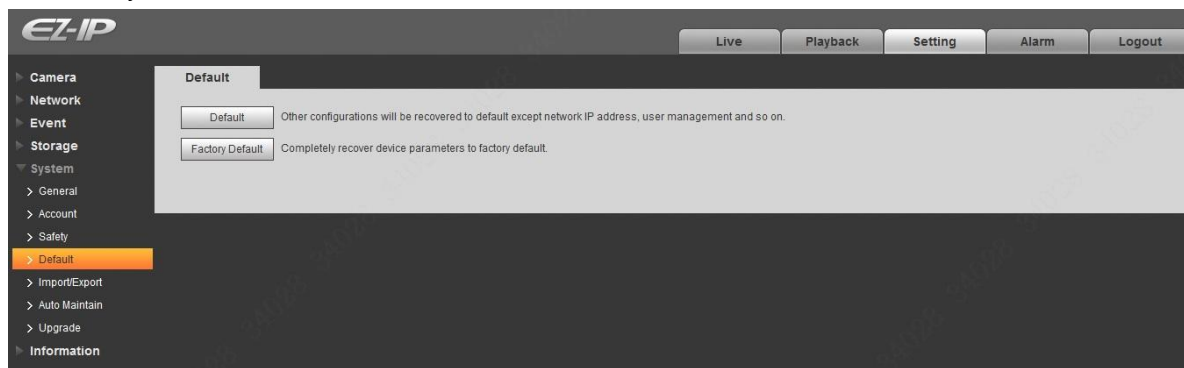 EZ-IP
Live Playback Setting Alarm Logout
Camera
Network
Event
Storage
System
General
Account
Safety
Default
Import/Export
Auto Maintain
Upgrade
Information
Default
Default Other configurations will be recovered to default except network IP address, user management and so on.
Factory Default Completely recover device parameters to factory default.